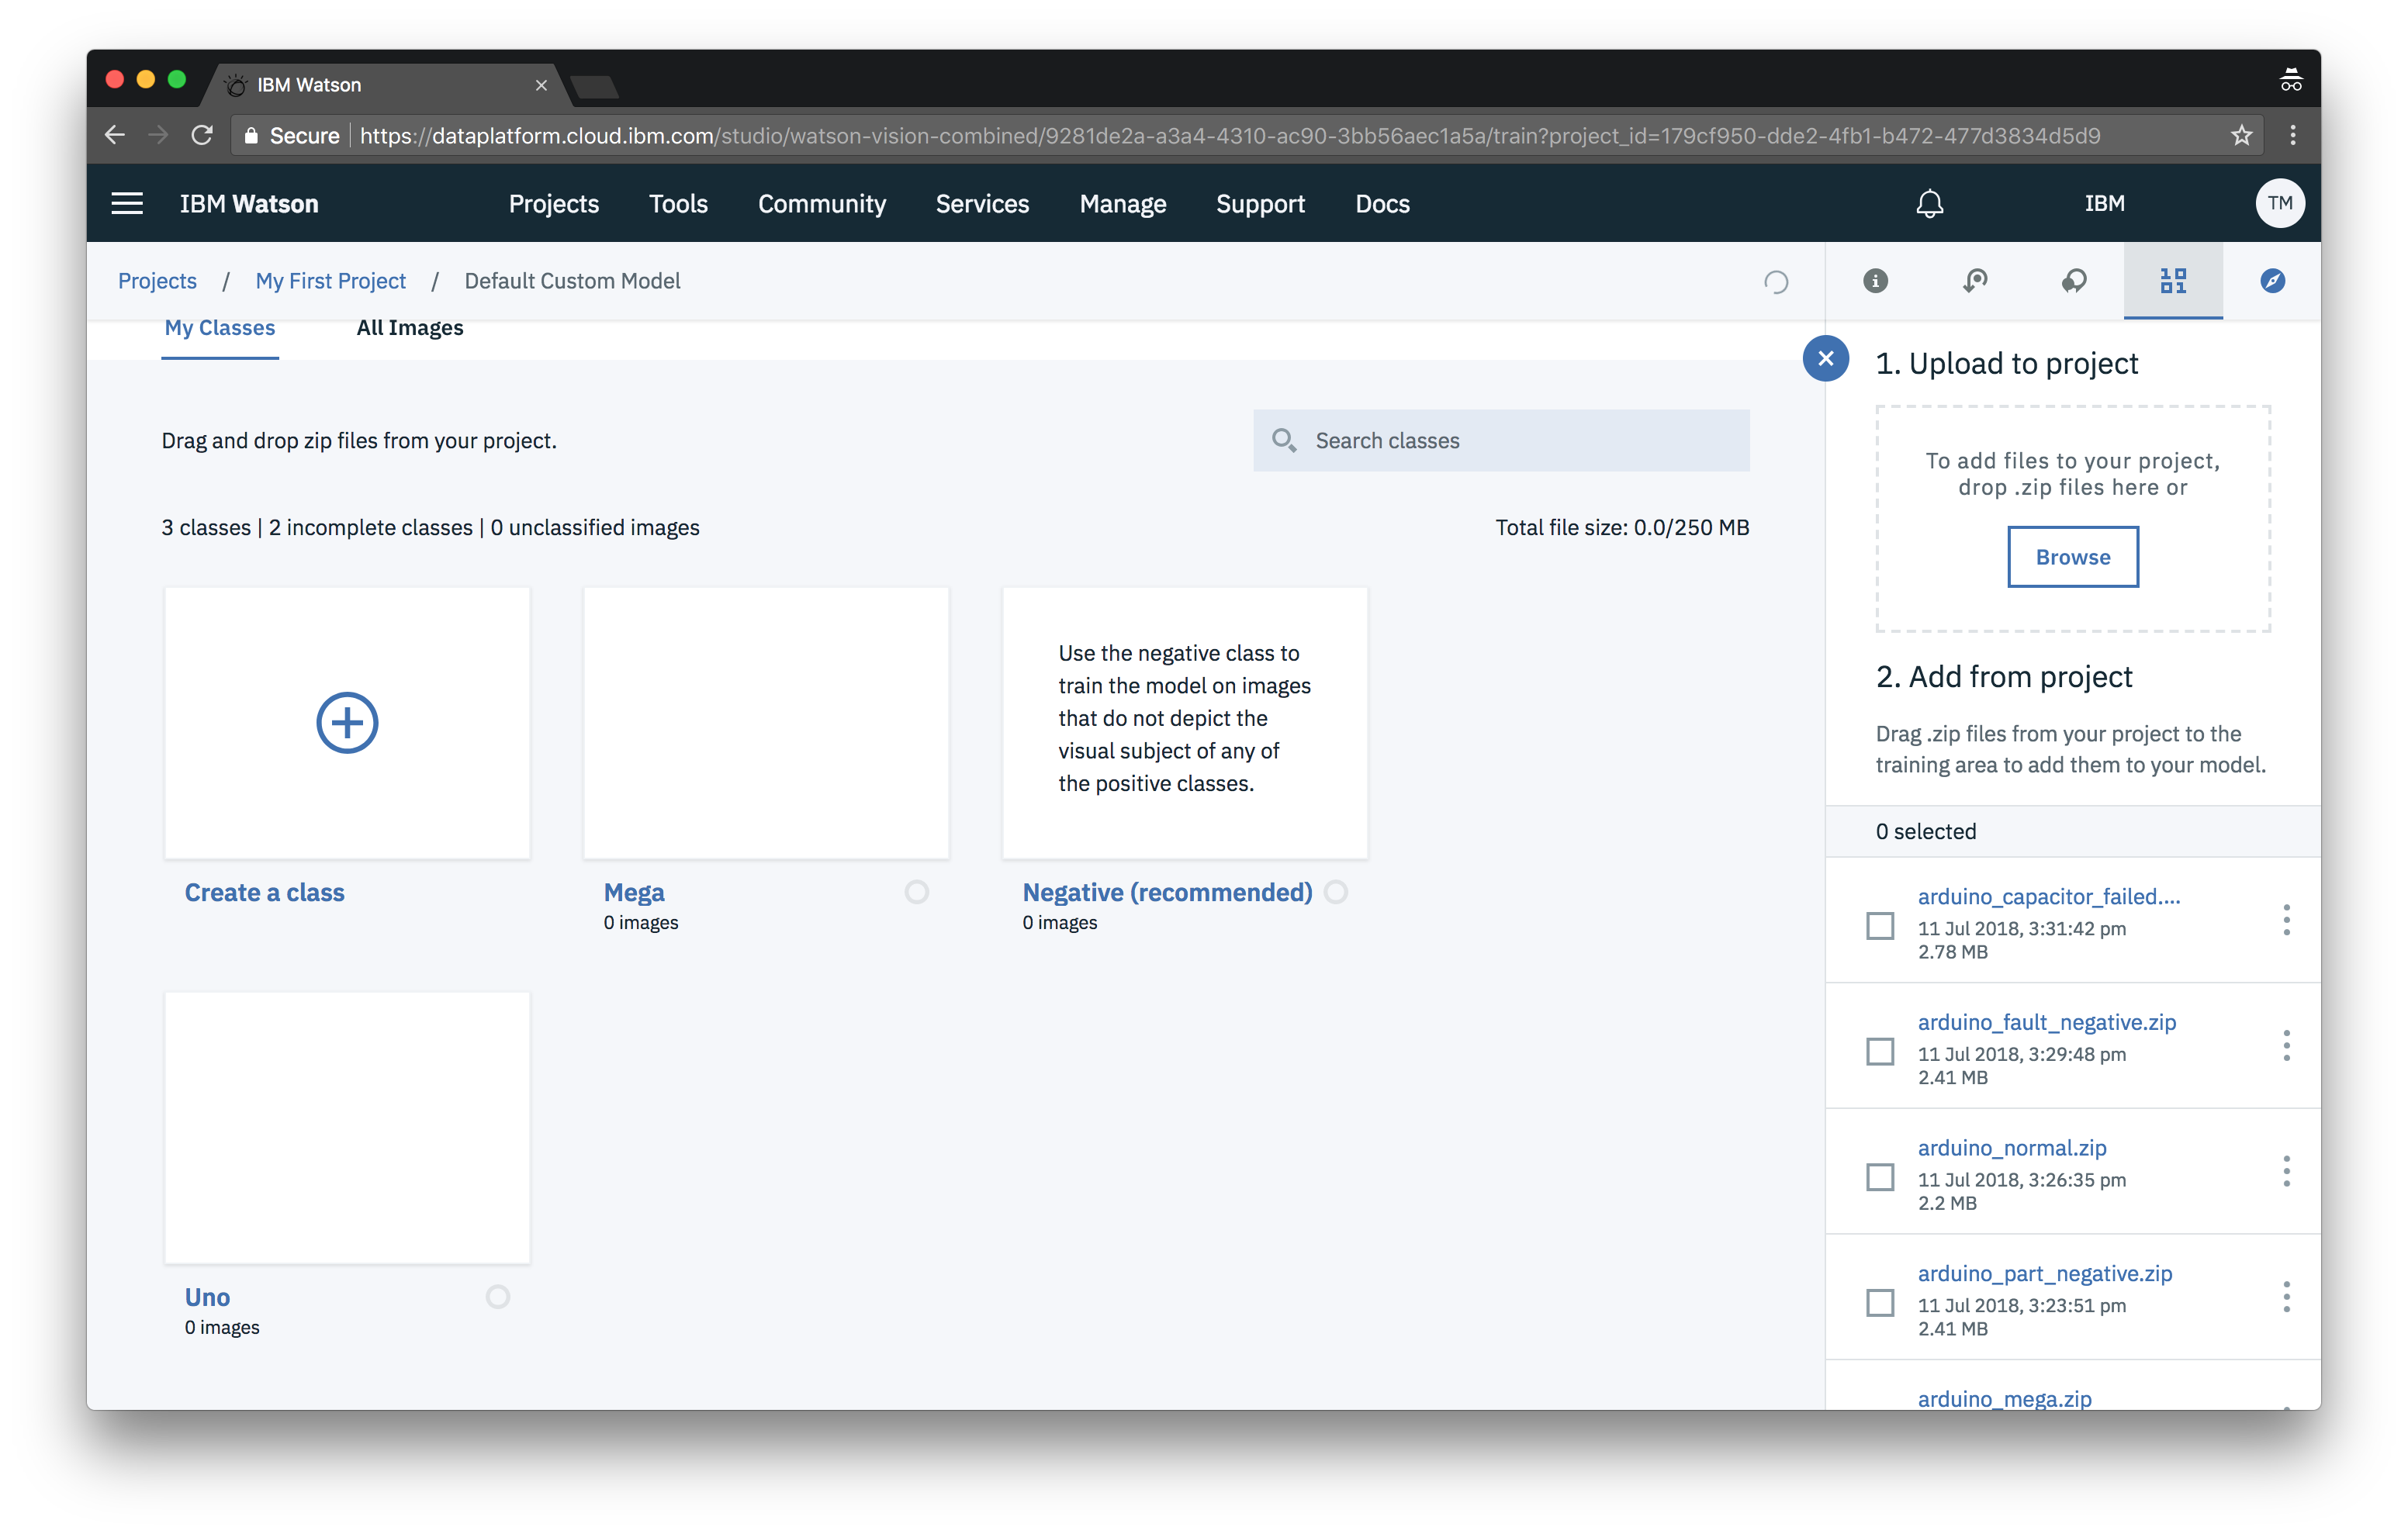 IBM Watson
Secure | https://dataplatform.cloud.ibm.com/studio/watson-vision-combined/9281de2a-a3a4-4310-ac90-3bb56aec1a5a/train?project_id=179cf950-dde2-4fb1-b472-477d3834d5d9
IBM Watson Projects Tools Community Services Manage Support Docs IBM TM
Projects / My First Project / Default Custom Model
My Classes All Images
Drag and drop zip files from your project.
Search classes
3 classes | 2 incomplete classes | 0 unclassified images
Total file size: 0.0/250 MB
Create a class
Mega
0 images
Use the negative class to
train the model on images
that do not depict the
visual subject of any of
the positive classes.
Negative (recommended)
0 images
Uno
0 images
1. Upload to project
To add files to your project,
drop .zip files here or
Browse
2. Add from project
Drag .zip files from your project to the
training area to add them to your model.
0 selected
arduino_capacitor_failed....
11 Jul 2018, 3:31:42 pm
2.78 MB
arduino_fault_negative.zip
11 Jul 2018, 3:29:48 pm
2.41 MB
arduino_normal.zip
11 Jul 2018, 3:26:35 pm
2.2 MB
arduino_part_negative.zip
11 Jul 2018, 3:23:51 pm
2.41 MB
arduino_mega.zip